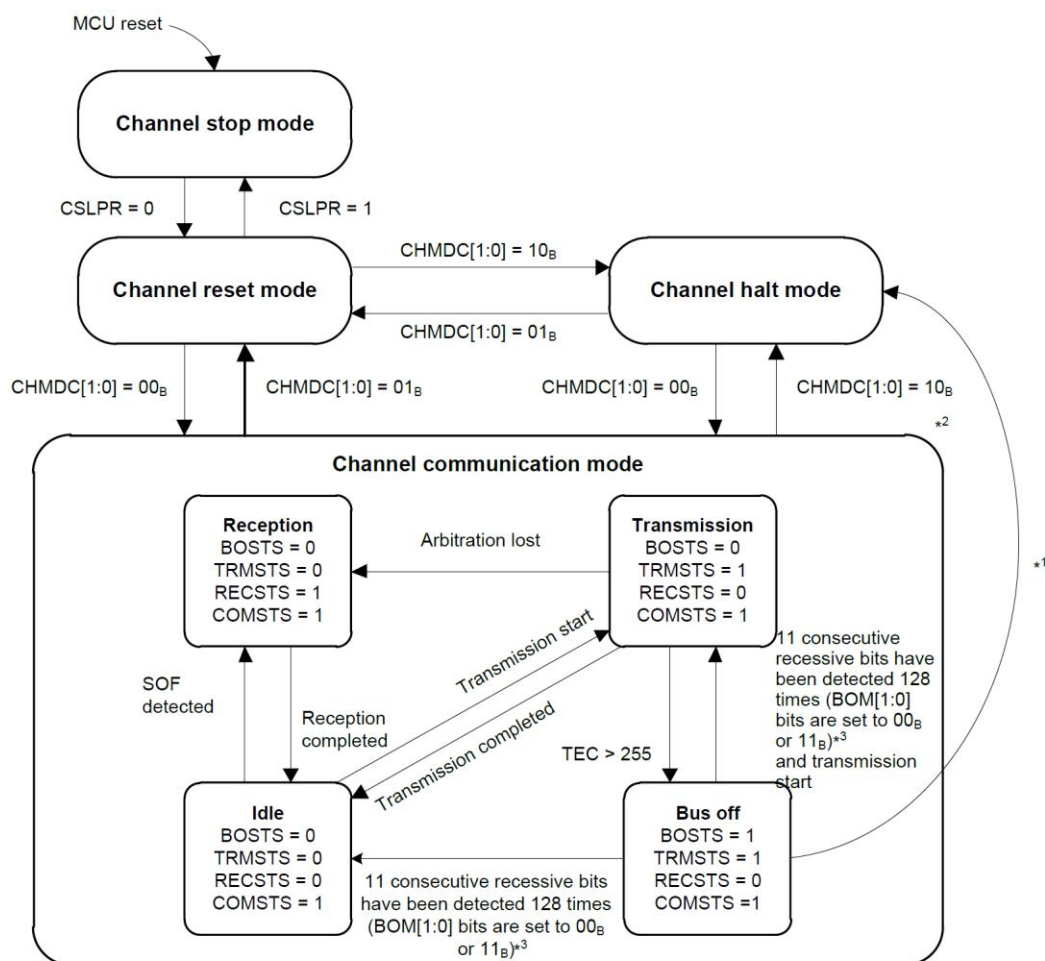 MCU reset
Channel stop mode
CSLPR = 0
CSLPR = 1
Channel reset mode
CHMDC[1:0] = 10B
CHMDC[1:0] = 01B
Channel halt mode
CHMDC[1:0] = 00B
CHMDC[1:0] = 01B
CHMDC[1:0] = 00B
CHMDC[1:0] = 10B
*2
*1
Channel communication mode
Reception
BOSTS = 0
TRMSTS = 0
RECSTS = 1
COMSTS = 1
Arbitration lost
Transmission
BOSTS = 0
TRMSTS = 1
RECSTS = 0
COMSTS = 1
SOF
detected
Reception
completed
Transmission start
Transmission completed
TEC > 255
11 consecutive
recessive bits have
been detected 128
times (BOM[1:0]
bits are set to 00B
or 11B)*3
and transmission
start
Idle
BOSTS = 0
TRMSTS = 0
RECSTS = 0
COMSTS = 1
11 consecutive recessive bits
have been detected 128 times
(BOM[1:0] bits are set to 00B
or 11B)*3
Bus off
BOSTS = 1
TRMSTS = 1
RECSTS = 0
COMSTS =1